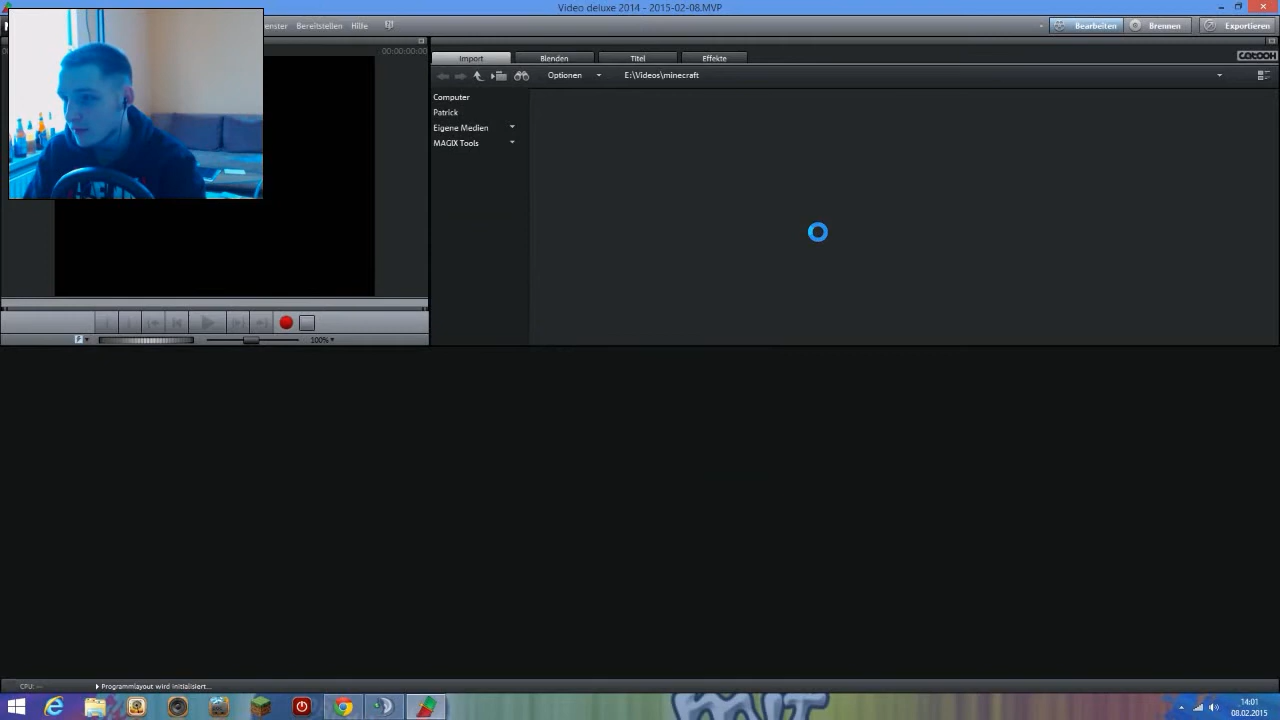 Video deluxe 2014 - 2015-02-08.MVP
Bereitstellen Hilfe
Bearbeiten Brennen Exportieren
00:00:00:00
Import Blenden Titel Effekte
Optionen E:\Videos\minecraft
Computer
Patrick
Eigene Medien
MAGIX Tools
100%
CPU: --- Programmlayout wird initialisiert...
14:01
08.02.2015